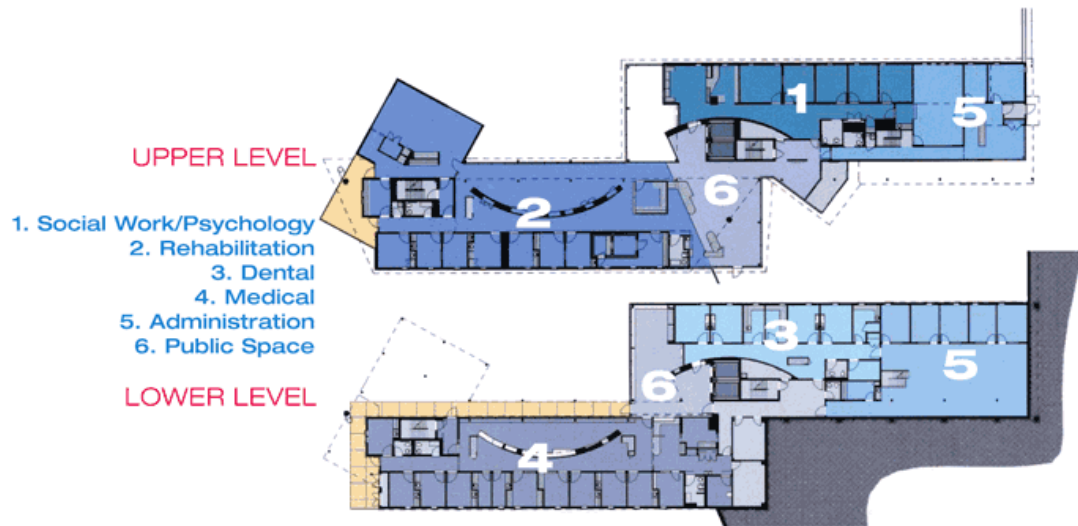 1
5
UPPER LEVEL
6
2
1. Social Work/Psychology
2. Rehabilitation
3. Dental
4. Medical
5. Administration
6. Public Space
3
5
6
LOWER LEVEL
4